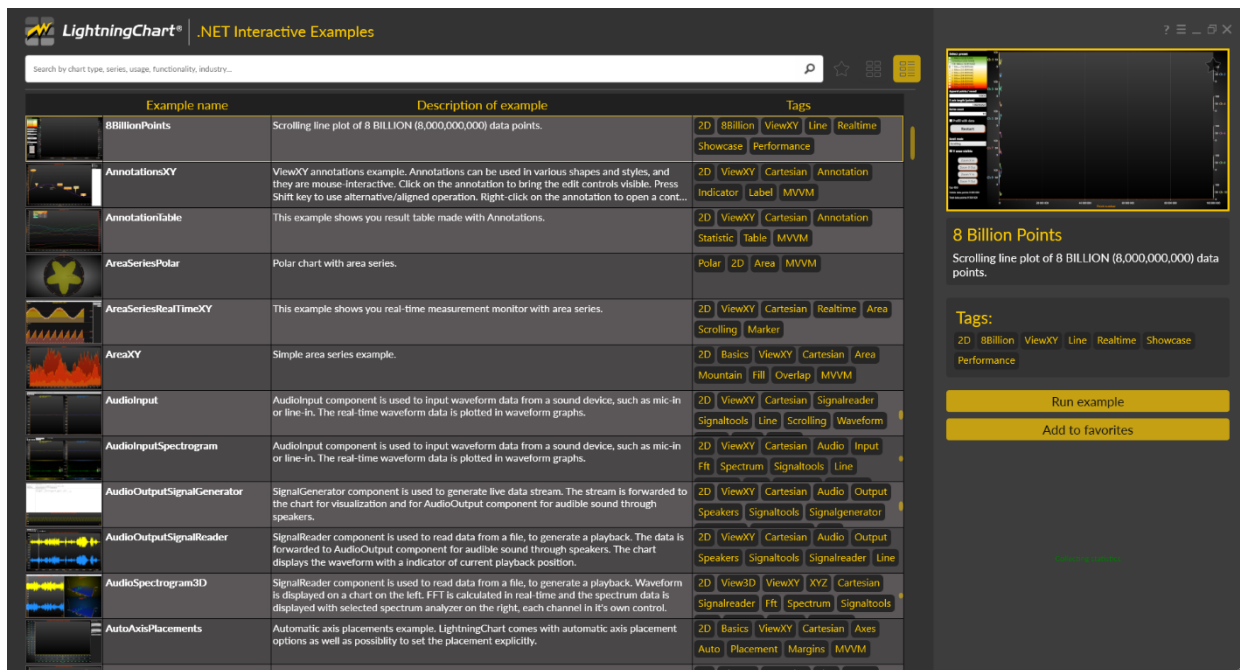 LightningChart® .NET Interactive Examples
Search by chart type, series, usage, functionality, industry...
Example name Description of example Tags
8BillionPoints
Scrolling line plot of 8 BILLION (8,000,000,000) data points.
2D 8Billion ViewXY Line Realtime
Showcase Performance
AnnotationsXY
ViewXY annotations example. Annotations can be used in various shapes and styles, and
they are mouse-interactive. Click on the annotation to bring the edit controls visible. Press
Shift key to use alternative/aligned operation. Right-click on the annotation to open a cont...
2D ViewXY Cartesian Annotation
Indicator Label MVVM
AnnotationTable
This example shows you result table made with Annotations.
2D ViewXY Cartesian Annotation
Statistic Table MVVM
AreaSeriesPolar
Polar chart with area series.
Polar 2D Area MVVM
AreaSeriesRealTimeXY
This example shows you real-time measurement monitor with area series.
2D ViewXY Cartesian Realtime Area
Scrolling Marker
AreaXY
Simple area series example.
2D Basics ViewXY Cartesian Area
Mountain Fill Overlap MVVM
AudioInput
AudioInput component is used to input waveform data from a sound device, such as mic-in
or line-in. The real-time waveform data is plotted in waveform graphs.
2D ViewXY Cartesian Signalreader
Signaltools Line Scrolling Waveform
AudioInputSpectrogram
AudioInput component is used to input waveform data from a sound device, such as mic-in
or line-in. The real-time waveform data is plotted in waveform graphs.
2D ViewXY Cartesian Audio Input
Fft Spectrum Signaltools Line
AudioOutputSignalGenerator
SignalGenerator component is used to generate live data stream. The stream is forwarded to
the chart for visualization and for AudioOutput component for audible sound through
speakers.
2D ViewXY Cartesian Audio Output
Speakers Signaltools Signalgenerator
AudioOutputSignalReader
SignalReader component is used to read data from a file, to generate a playback. The data is
forwarded to AudioOutput component for audible sound through speakers. The chart
displays the waveform with a indicator of current playback position.
2D ViewXY Cartesian Audio Output
Speakers Signaltools Signalreader Line
AudioSpectrogram3D
SignalReader component is used to read data from a file, to generate a playback. Waveform
is displayed on a chart on the left. FFT is calculated in real-time and the spectrum data is
displayed with selected spectrum analyzer on the right, each channel in it's own control.
2D View3D ViewXY XYZ Cartesian
Signalreader Fft Spectrum Signaltools
AutoAxisPlacements
Automatic axis placements example. LightningChart comes with automatic axis placement
options as well as possiblity to set the placement explicitly.
2D Basics ViewXY Cartesian Axes
Auto Placement Margins MVVM
?
Restart
8 Billion Points
Scrolling line plot of 8 BILLION (8,000,000,000) data
points.
Tags:
2D 8Billion ViewXY Line Realtime Showcase
Performance
Run example
Add to favorites